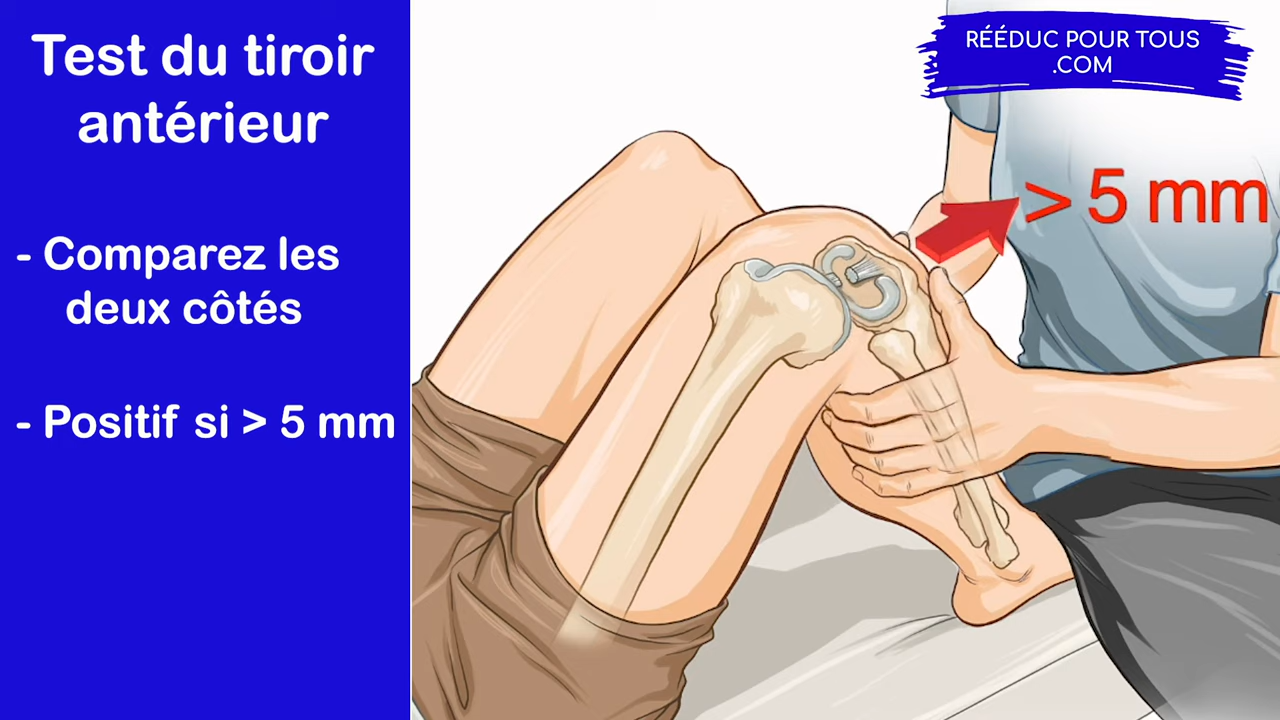 Test du tiroir
antérieur
- Comparez les
deux côtés
- Positif si > 5 mm
RÉÉDUC POUR TOUS
.COM
> 5 mm